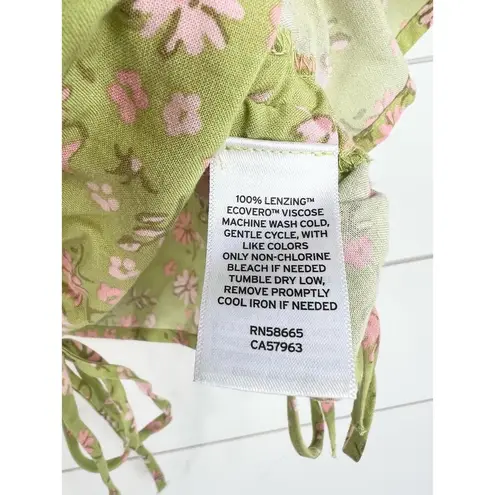 100% LENZING™
ECOVERO™ VISCOSE
MACHINE WASH COLD,
GENTLE CYCLE, WITH
LIKE COLORS
ONLY NON-CHLORINE
BLEACH IF NEEDED
TUMBLE DRY LOW,
REMOVE PROMPTLY
COOL IRON IF NEEDED
RN58665
CA57963